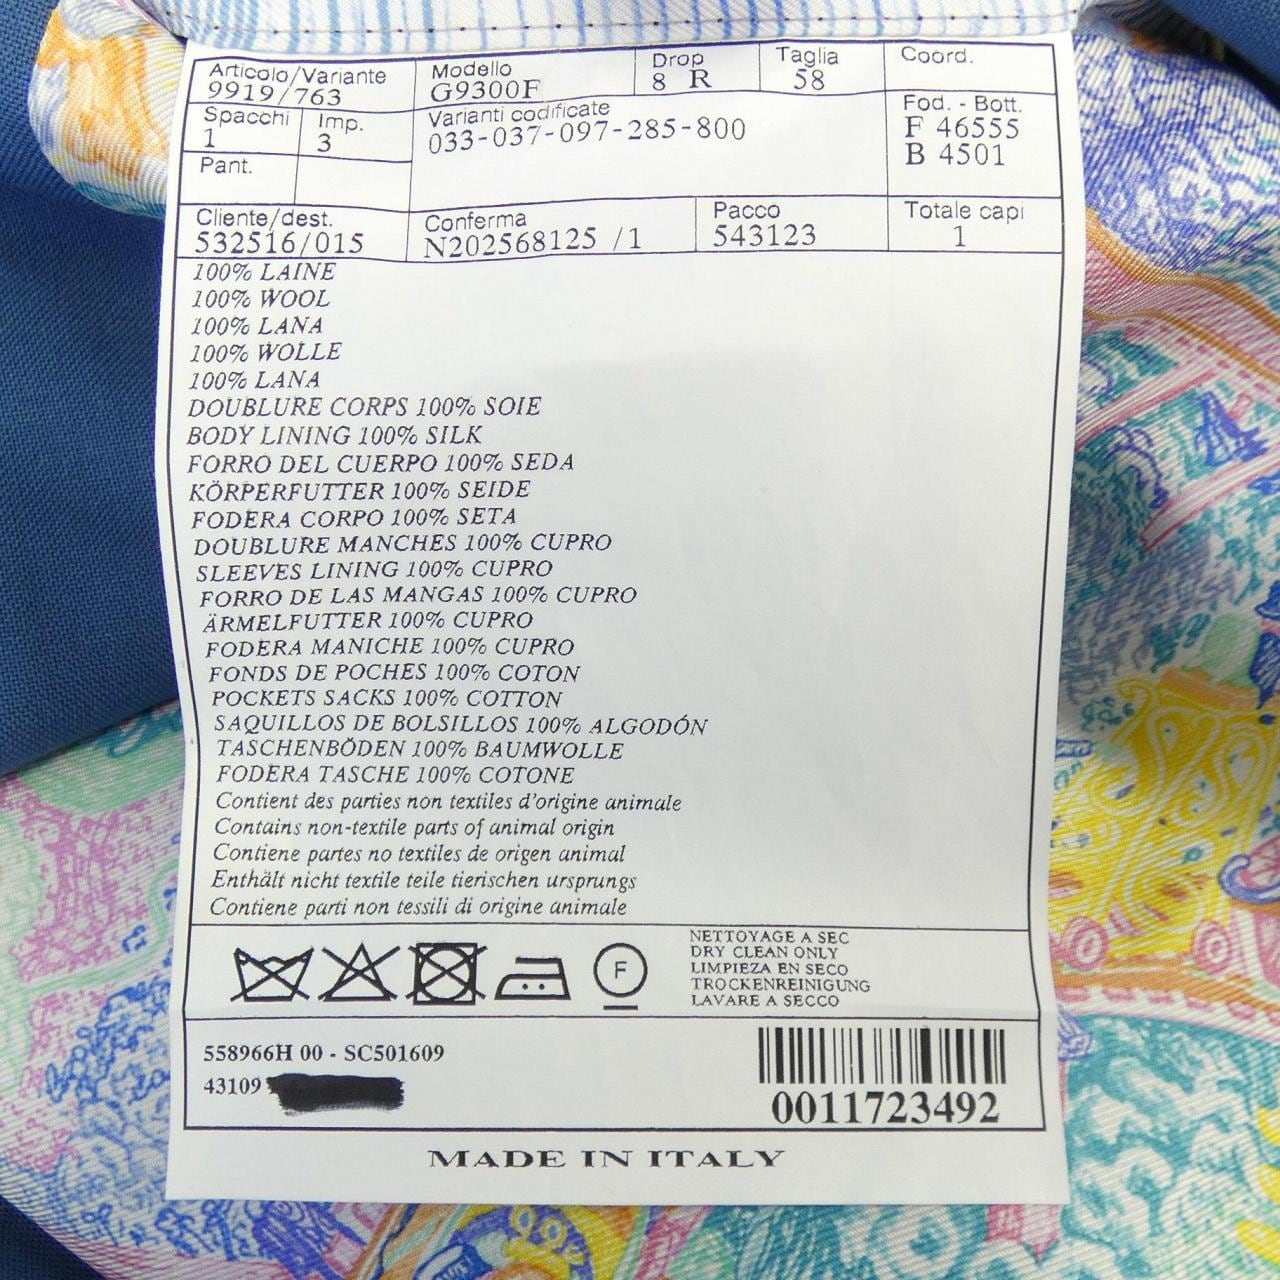 Articolo/Variante
9919/763
Modello
G9300F
Drop
8 R
Taglia
58
Coord.
Spacchi
1
Imp.
3
Varianti codificate
033-037-097-285-800
Fod. - Bott.
F 46555
B 4501
Pant.
Cliente/dest.
532516/015
Conferma
N202568125 /1
Pacco
543123
Totale capi
1
100% LAINE
100% WOOL
100% LANA
100% WOLLE
100% LANA
DOUBLURE CORPS 100% SOIE
BODY LINING 100% SILK
FORRO DEL CUERPO 100% SEDA
KÖRPERFUTTER 100% SEIDE
FODERA CORPO 100% SETA
DOUBLURE MANCHES 100% CUPRO
SLEEVES LINING 100% CUPRO
FORRO DE LAS MANGAS 100% CUPRO
ÄRMELFUTTER 100% CUPRO
FODERA MANICHE 100% CUPRO
FONDS DE POCHES 100% COTON
POCKETS SACKS 100% COTTON
SAQUILLOS DE BOLSILLOS 100% ALGODÓN
TASCHENBÖDEN 100% BAUMWOLLE
FODERA TASCHE 100% COTONE
Contient des parties non textiles d'origine animale
Contains non-textile parts of animal origin
Contiene partes no textiles de origen animal
Enthält nicht textile teile tierischen ursprungs
Contiene parti non tessili di origine animale
F
NETTOYAGE A SEC
DRY CLEAN ONLY
LIMPIEZA EN SECO
TROCKENREINIGUNG
LAVARE A SECCO
558966H 00 - SC501609
43109
0011723492
MADE IN ITALY